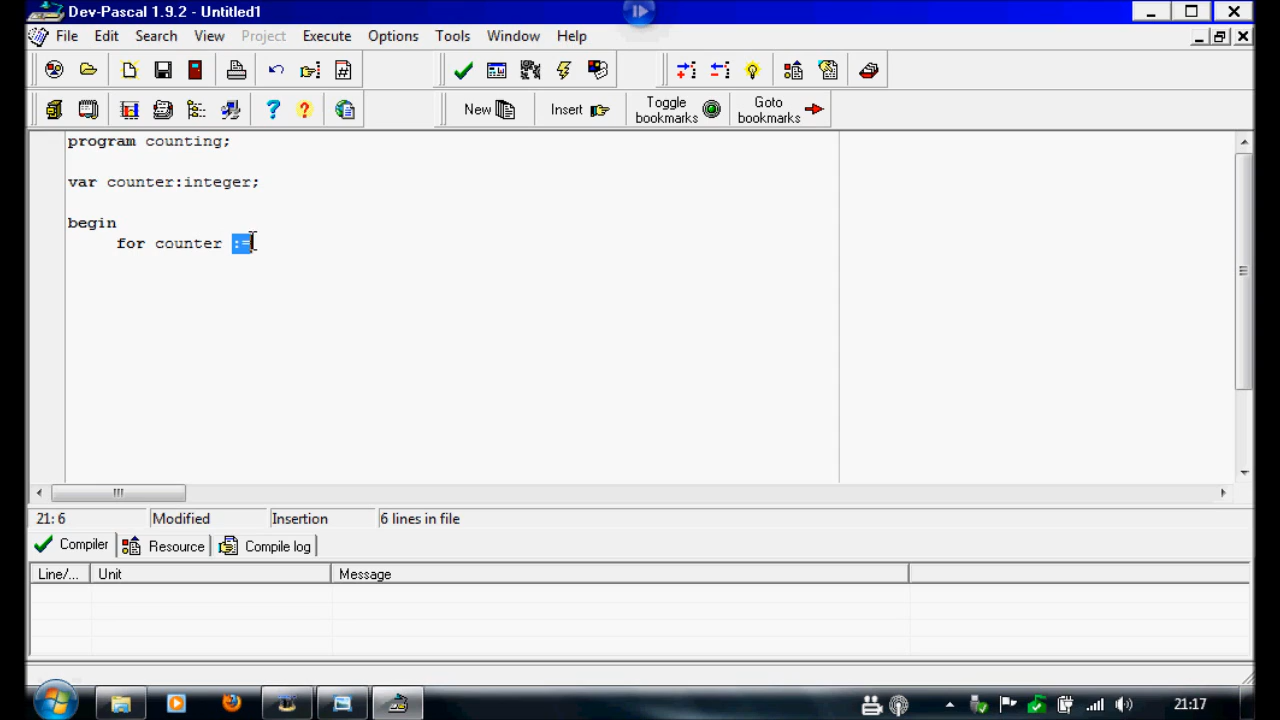 Dev-Pascal 1.9.2 - Untitled1
File Edit Search View Project Execute Options Tools Window Help
New Insert Toggle bookmarks Goto bookmarks
program counting;
var counter:integer;
begin
for counter :=
21: 6 Modified Insertion 6 lines in file
Compiler Resource Compile log
Line/... Unit Message
21:17